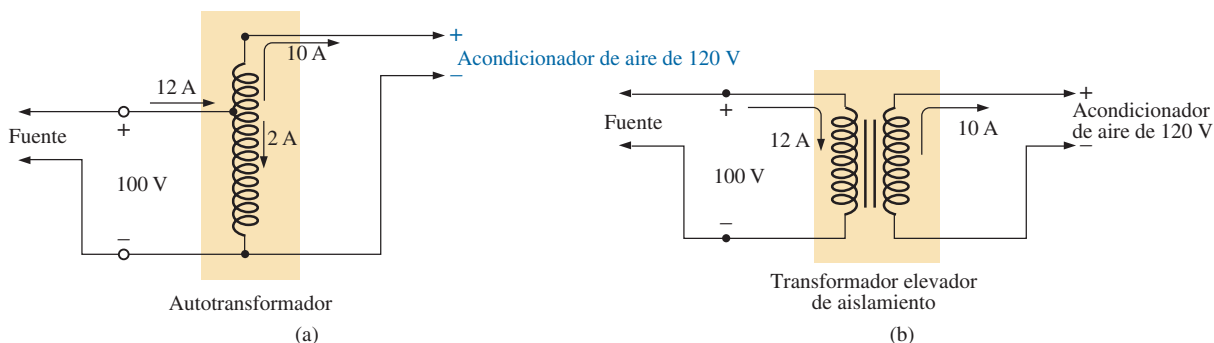 10 A
+
Acondicionador de aire de 120 V
−
12 A
Fuente
+
2 A
100 V
−
Autotransformador
(a)
+
Fuente
12 A
100 V
−
10 A
+
Acondicionador
de aire de 120 V
−
Transformador elevador
de aislamiento
(b)